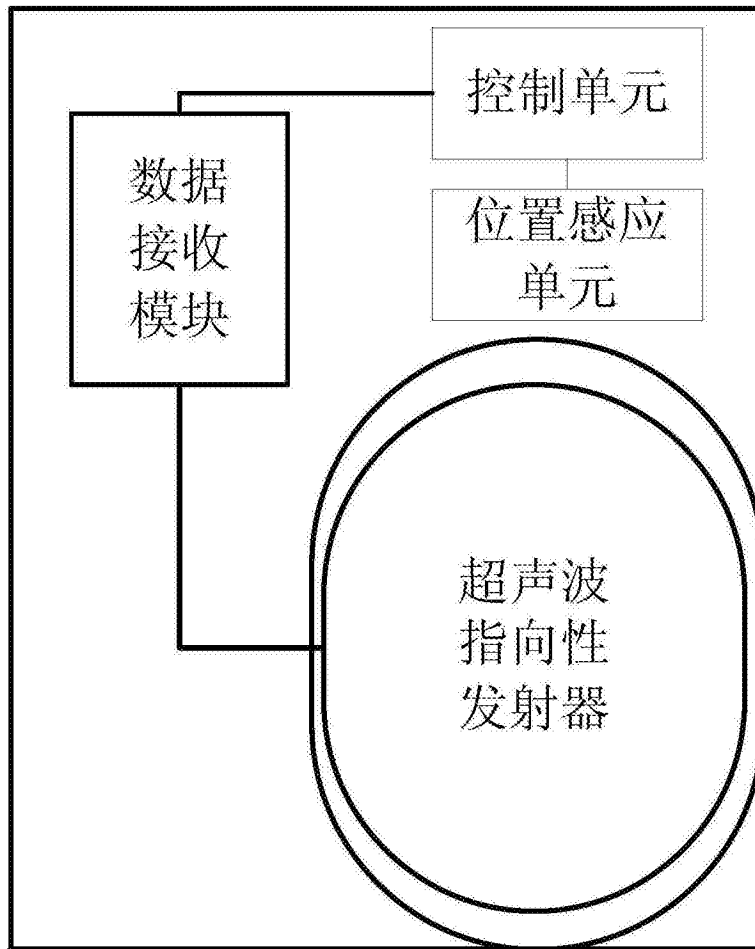 控制单元
数据
接收
模块
位置感应
单元
超声波
指向性
发射器